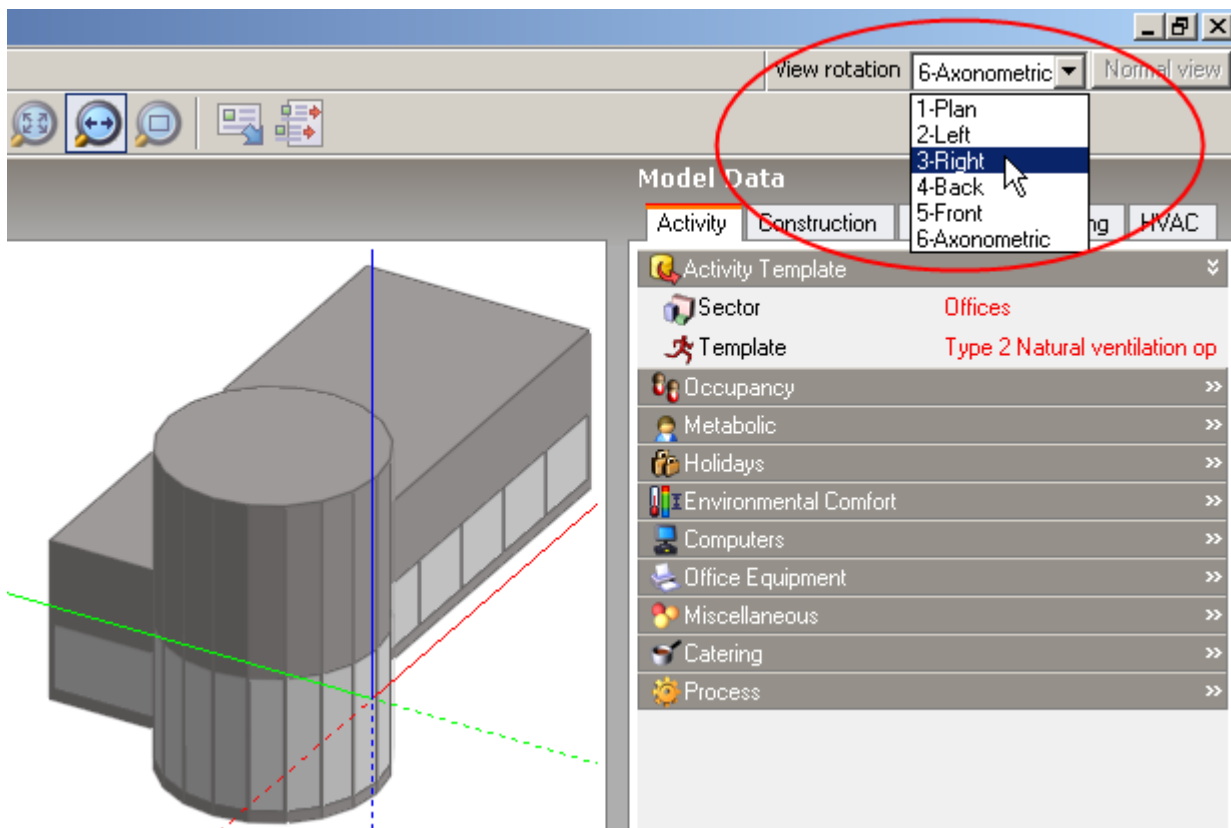 View rotation 6-Axonometric Normal view
1-Plan
2-Left
3-Right
4-Back
5-Front
6-Axonometric
Model Data
Activity Construction ng HVAC
Activity Template
Sector Offices
Template Type 2 Natural ventilation op
Occupancy
Metabolic
Holidays
Environmental Comfort
Computers
Office Equipment
Miscellaneous
Catering
Process